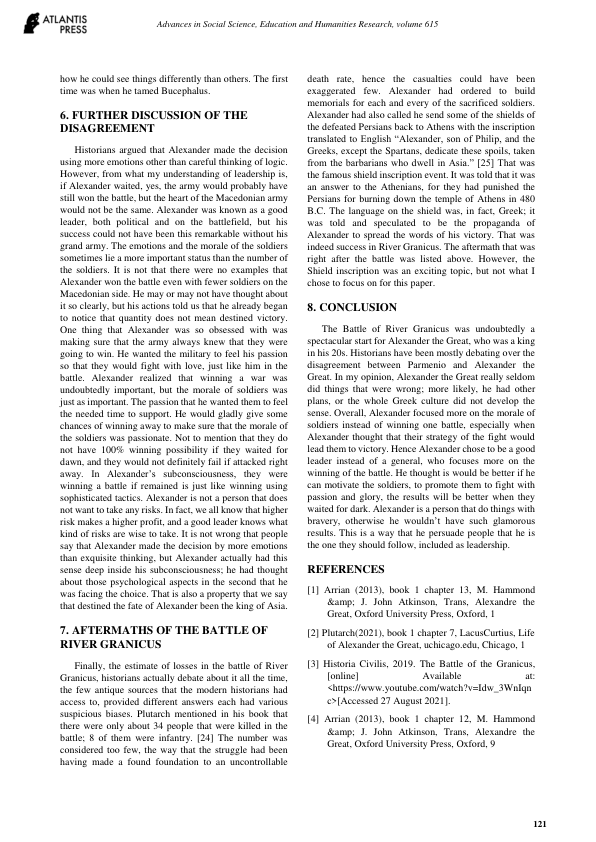 ATLANTIS
PRESS
Advances in Social Science, Education and Humanities Research, volume 615
how he could see things differently than others. The first
time was when he tamed Bucephalus.
6. FURTHER DISCUSSION OF THE
DISAGREEMENT
Historians argued that Alexander made the decision
using more emotions other than careful thinking of logic.
However, from what my understanding of leadership is,
if Alexander waited, yes, the army would probably have
still won the battle, but the heart of the Macedonian army
would not be the same. Alexander was known as a good
leader, both political and on the battlefield, but his
success could not have been this remarkable without his
grand army. The emotions and the morale of the soldiers
sometimes lie a more important status than the number of
the soldiers. It is not that there were no examples that
Alexander won the battle even with fewer soldiers on the
Macedonian side. He may or may not have thought about
it so clearly, but his actions told us that he already began
to notice that quantity does not mean destined victory.
One thing that Alexander was so obsessed with was
making sure that the army always knew that they were
going to win. He wanted the military to feel his passion
so that they would fight with love, just like him in the
battle. Alexander realized that winning a war was
undoubtedly important, but the morale of soldiers was
just as important. The passion that he wanted them to feel
the needed time to support. He would gladly give some
chances of winning away to make sure that the morale of
the soldiers was passionate. Not to mention that they do
not have 100% winning possibility if they waited for
dawn, and they would not definitely fail if attacked right
away. In Alexander's subconsciousness, they were
winning a battle if remained is just like winning using
sophisticated tactics. Alexander is not a person that does
not want to take any risks. In fact, we all know that higher
risk makes a higher profit, and a good leader knows what
kind of risks are wise to take. It is not wrong that people
say that Alexander made the decision by more emotions
than exquisite thinking, but Alexander actually had this
sense deep inside his subconsciousness; he had thought
about those psychological aspects in the second that he
was facing the choice. That is also a property that we say
that destined the fate of Alexander been the king of Asia.
7. AFTERMATHS OF THE BATTLE OF
RIVER GRANICUS
Finally, the estimate of losses in the battle of River
Granicus, historians actually debate about it all the time,
the few antique sources that the modern historians had
access to, provided different answers each had various
suspicious biases. Plutarch mentioned in his book that
there were only about 34 people that were killed in the
battle; 8 of them were infantry. [24] The number was
considered too few, the way that the struggle had been
having made a found foundation to an uncontrollable
death rate, hence the casualties could have been
exaggerated few. Alexander had ordered to build
memorials for each and every of the sacrificed soldiers.
Alexander had also called he send some of the shields of
the defeated Persians back to Athens with the inscription
translated to English “Alexander, son of Philip, and the
Greeks, except the Spartans, dedicate these spoils, taken
from the barbarians who dwell in Asia.” [25] That was
the famous shield inscription event. It was told that it was
an answer to the Athenians, for they had punished the
Persians for burning down the temple of Athens in 480
B.C. The language on the shield was, in fact, Greek; it
was told and speculated to be the propaganda of
Alexander to spread the words of his victory. That was
indeed success in River Granicus. The aftermath that was
right after the battle was listed above. However, the
Shield inscription was an exciting topic, but not what I
chose to focus on for this paper.
8. CONCLUSION
The Battle of River Granicus was undoubtedly a
spectacular start for Alexander the Great, who was a king
in his 20s. Historians have been mostly debating over the
disagreement between Parmenio and Alexander the
Great. In my opinion, Alexander the Great really seldom
did things that were wrong; more likely, he had other
plans, or the whole Greek culture did not develop the
sense. Overall, Alexander focused more on the morale of
soldiers instead of winning one battle, especially when
Alexander thought that their strategy of the fight would
lead them to victory. Hence Alexander chose to be a good
leader instead of a general, who focuses more on the
winning of the battle. He thought is would be better if he
can motivate the soldiers, to promote them to fight with
passion and glory, the results will be better when they
waited for dark. Alexander is a person that do things with
bravery, otherwise he wouldn't have such glamorous
results. This is a way that he persuade people that he is
the one they should follow, included as leadership.
REFERENCES
[1] Arrian (2013), book 1 chapter 13, M. Hammond
&amp; J. John Atkinson, Trans, Alexandre the
Great, Oxford University Press, Oxford, 1
[2] Plutarch(2021), book 1 chapter 7, LacusCurtius, Life
of Alexander the Great, uchicago.edu, Chicago, 1
[3] Historia Civilis, 2019. The Battle of the Granicus,
[online] Available at:
<https://www.youtube.com/watch?v=Idw_3WnIqn
c>[Accessed 27 August 2021].
[4] Arrian (2013), book 1 chapter 12, M. Hammond
&amp; J. John Atkinson, Trans, Alexandre the
Great, Oxford University Press, Oxford, 9
121